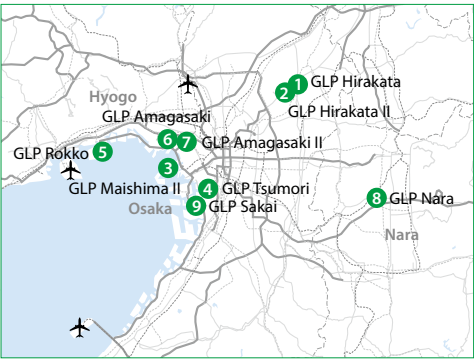 1 GLP Hirakata
2
GLP Hirakata II
Hyogo
GLP Amagasaki
6 7 GLP Amagasaki II
GLP Rokko 5
3
GLP Maishima II
4 GLP Tsumori
8 GLP Nara
Osaka
9 GLP Sakai
Nara